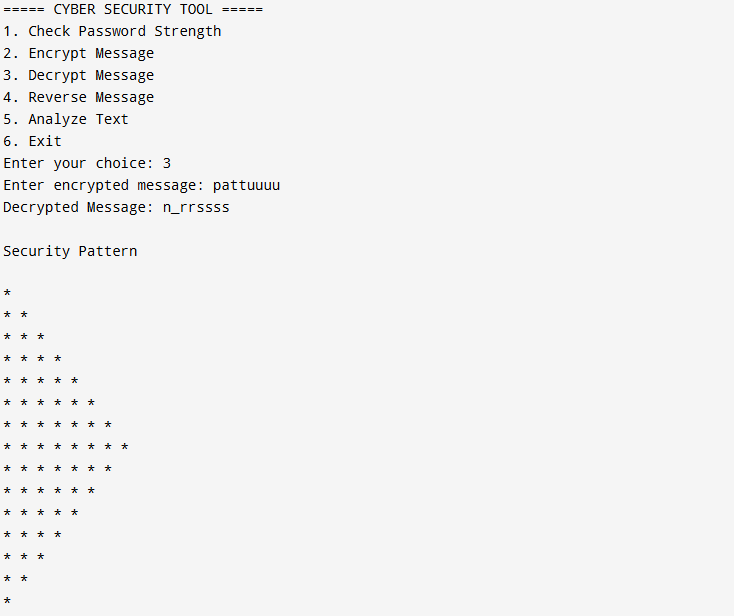 ===== CYBER SECURITY TOOL =====
1. Check Password Strength
2. Encrypt Message
3. Decrypt Message
4. Reverse Message
5. Analyze Text
6. Exit
Enter your choice: 3
Enter encrypted message: pattuuuu
Decrypted Message: n_rrssss

Security Pattern

*
* *
* * *
* * * *
* * * * *
* * * * * *
* * * * * * *
* * * * * * * *
* * * * * * *
* * * * * *
* * * * *
* * * *
* * *
* *
*